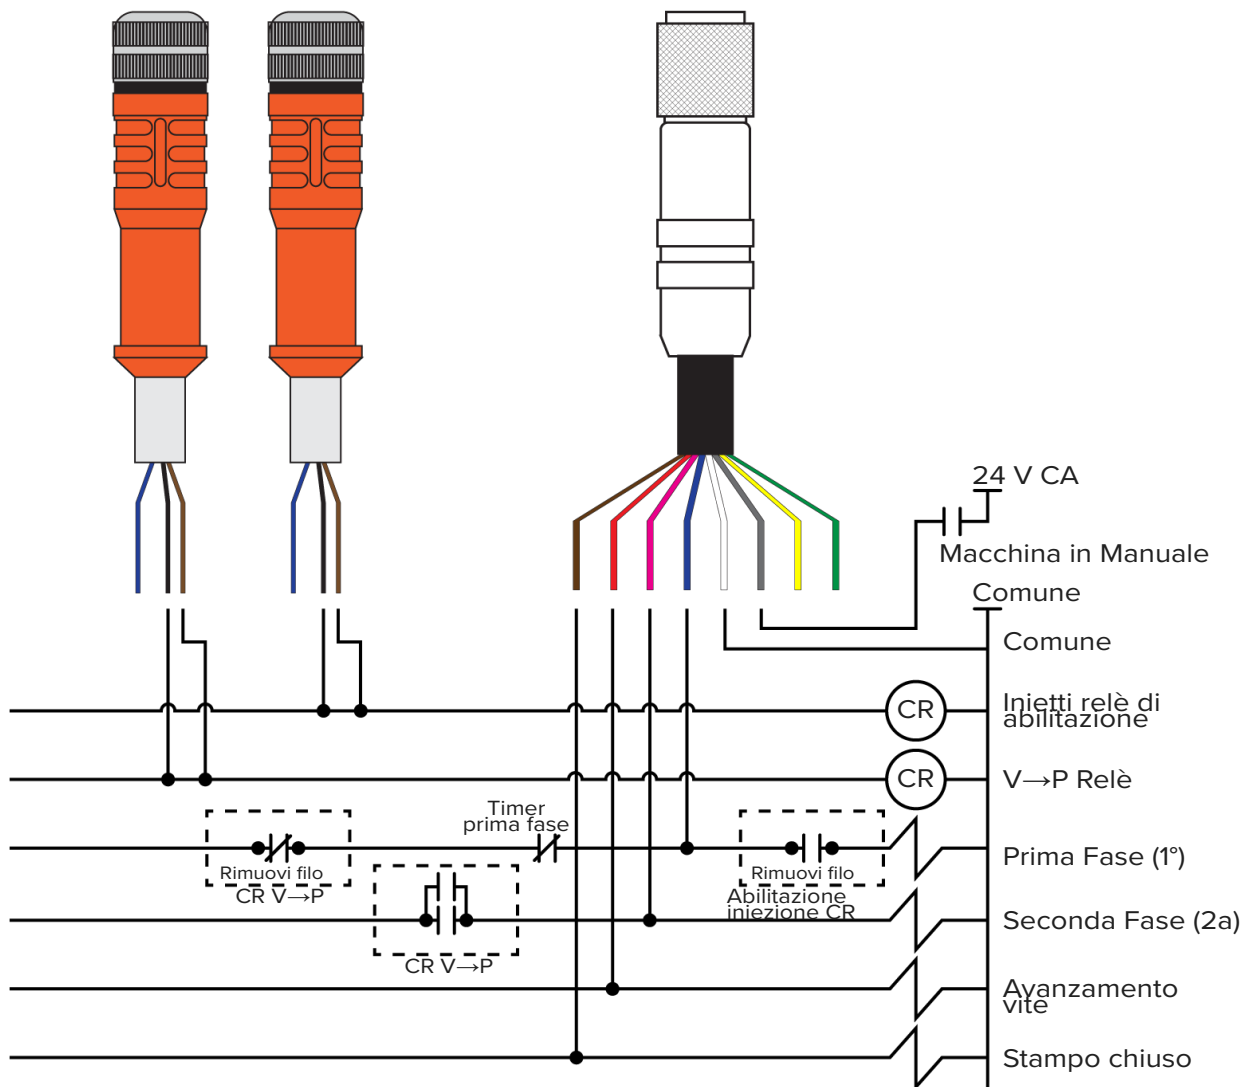 24 V CA
Macchina in Manuale
Comune
Comune
CR
Inietti relè di
abilitazione
CR
V→P Relè
Timer
prima fase
Rimuovi filo
CR V→P
Rimuovi filo
Abilitazione
iniezione CR
Prima Fase (1°)
Seconda Fase (2a)
CR V→P
Avanzamento
vite
Stampo chiuso